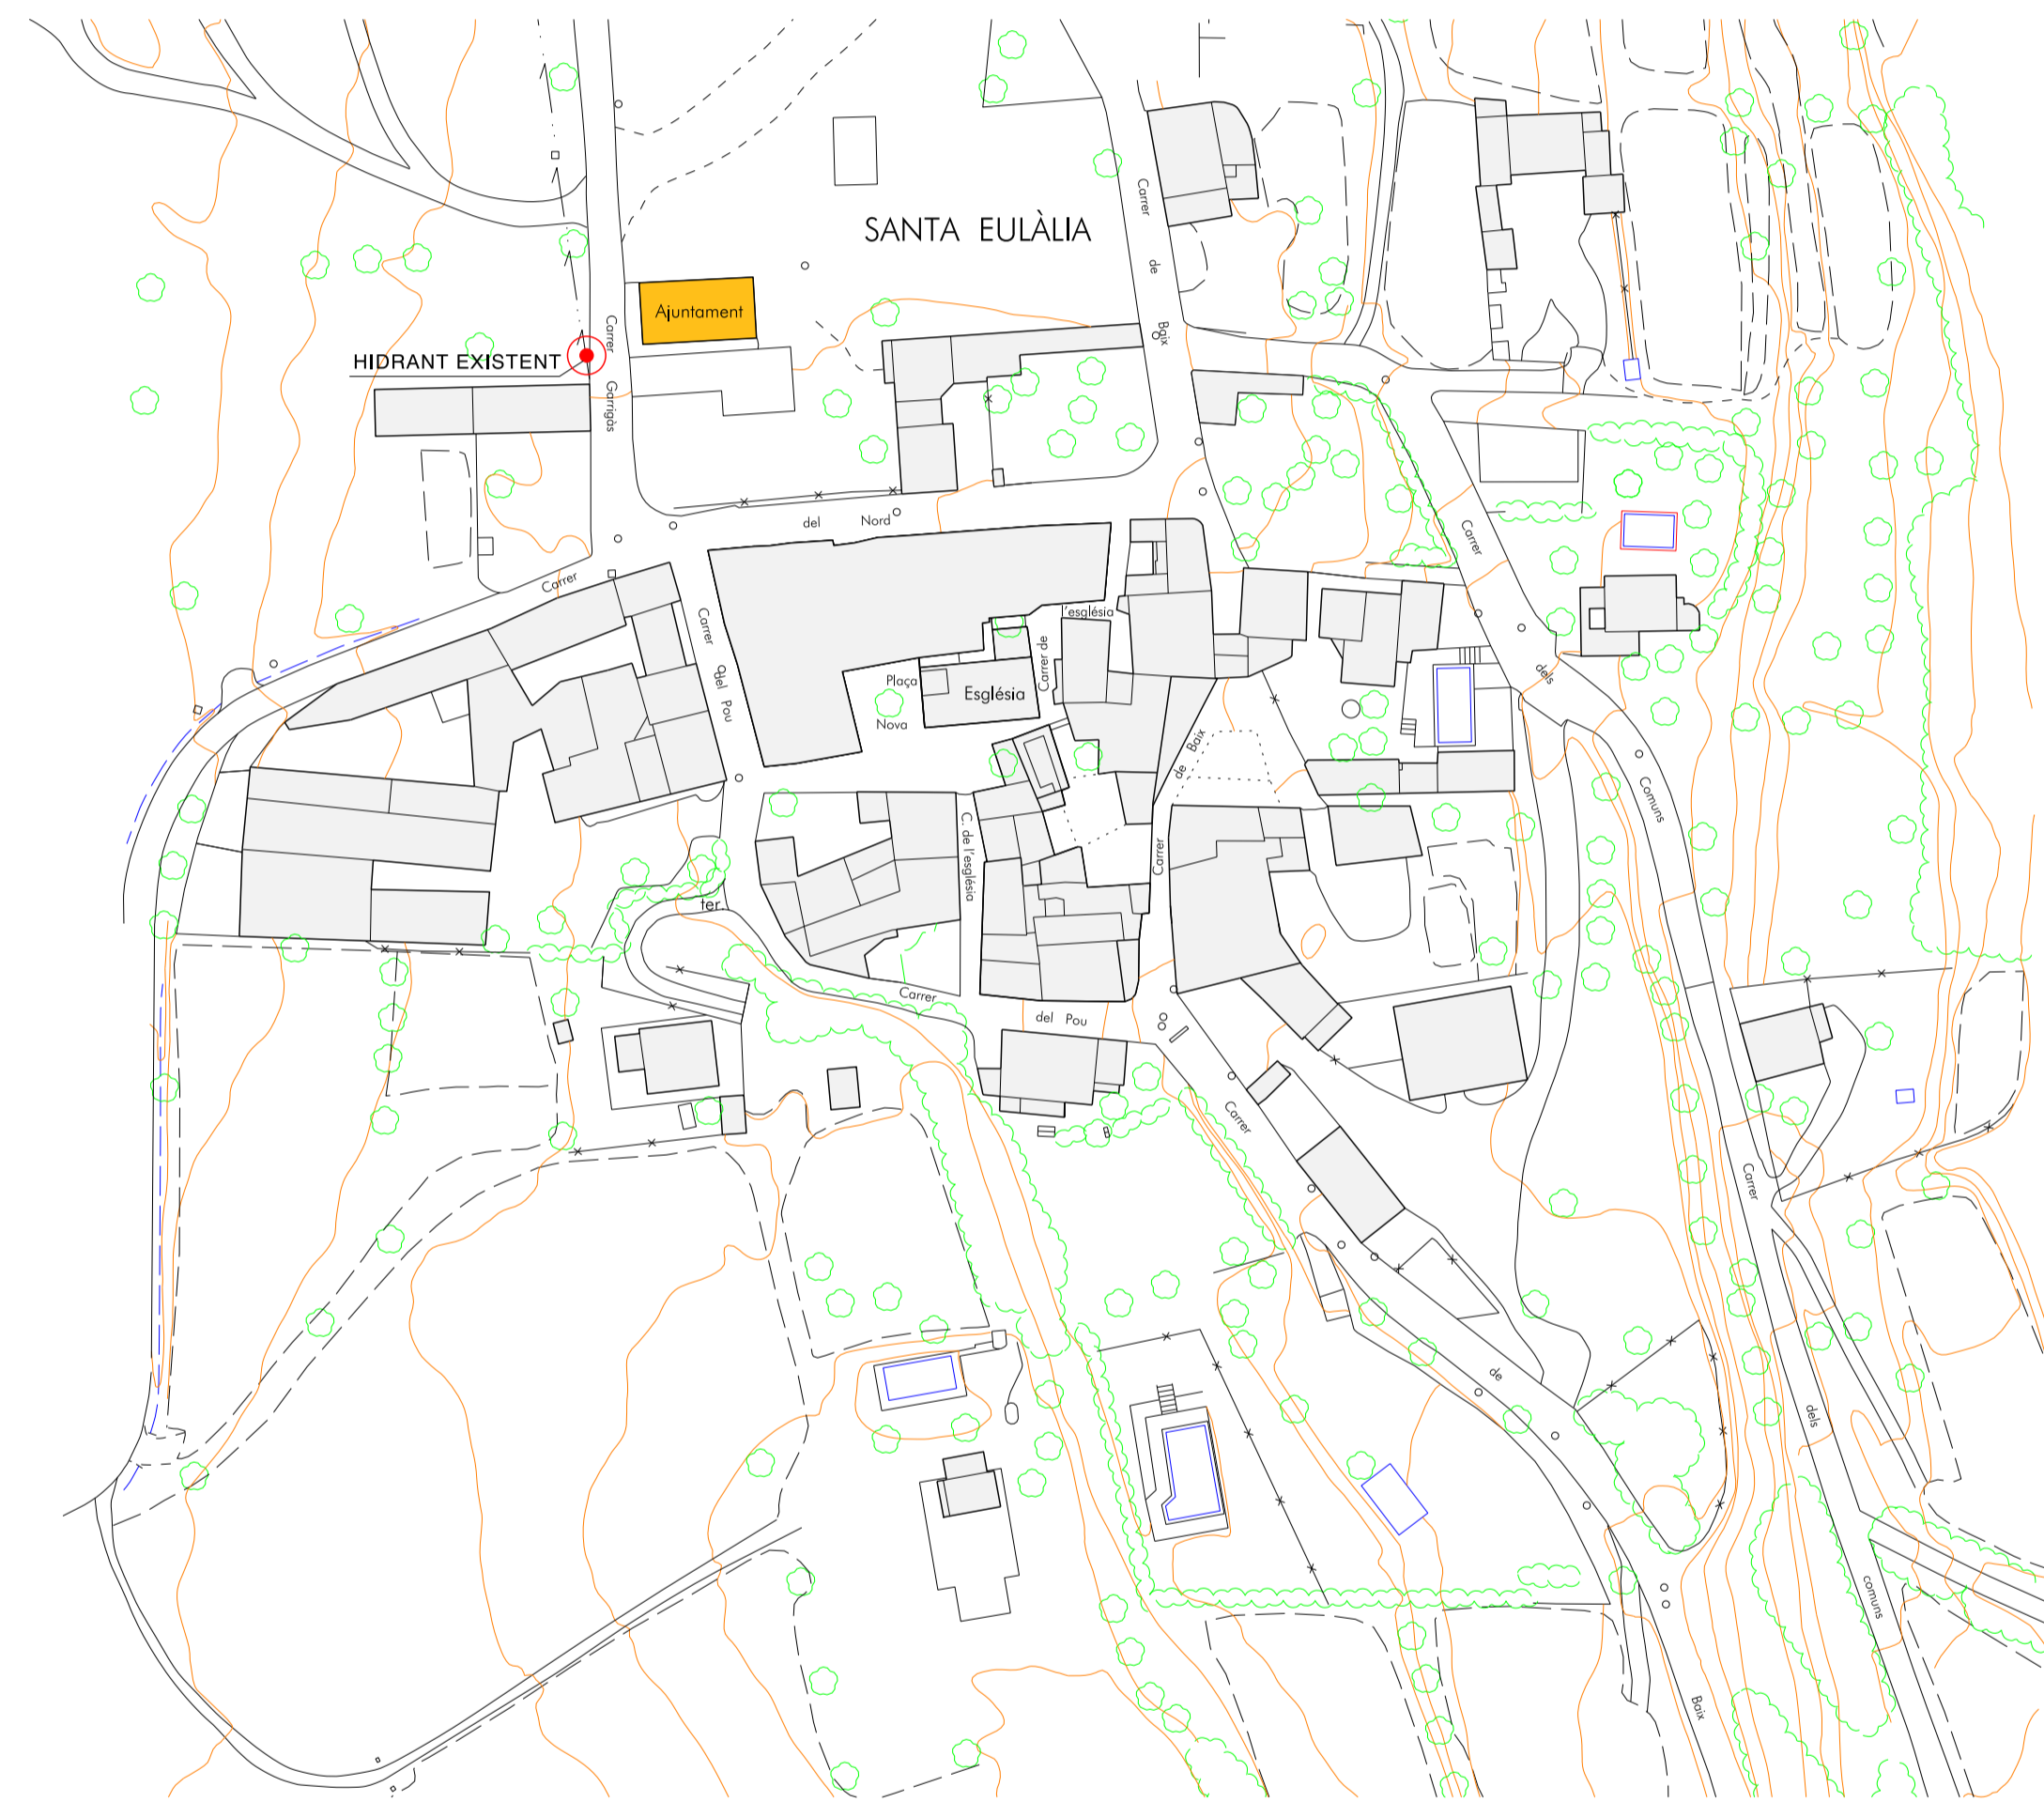 SANTA EULÀLIA
Carrer
de
Baix
Ajuntament
Carrer
Garrigàs
HIDRANT EXISTENT
Carrer
del Nord
Carrer
dels
Comuns
Carrer
del Pou
Carrer de
l'església
Plaça
Nova
Església
Carrer
de Baix
C. de l'església
ter.
Carrer
del Pou
Carrer
de
Baix
Carrer
dels
comuns